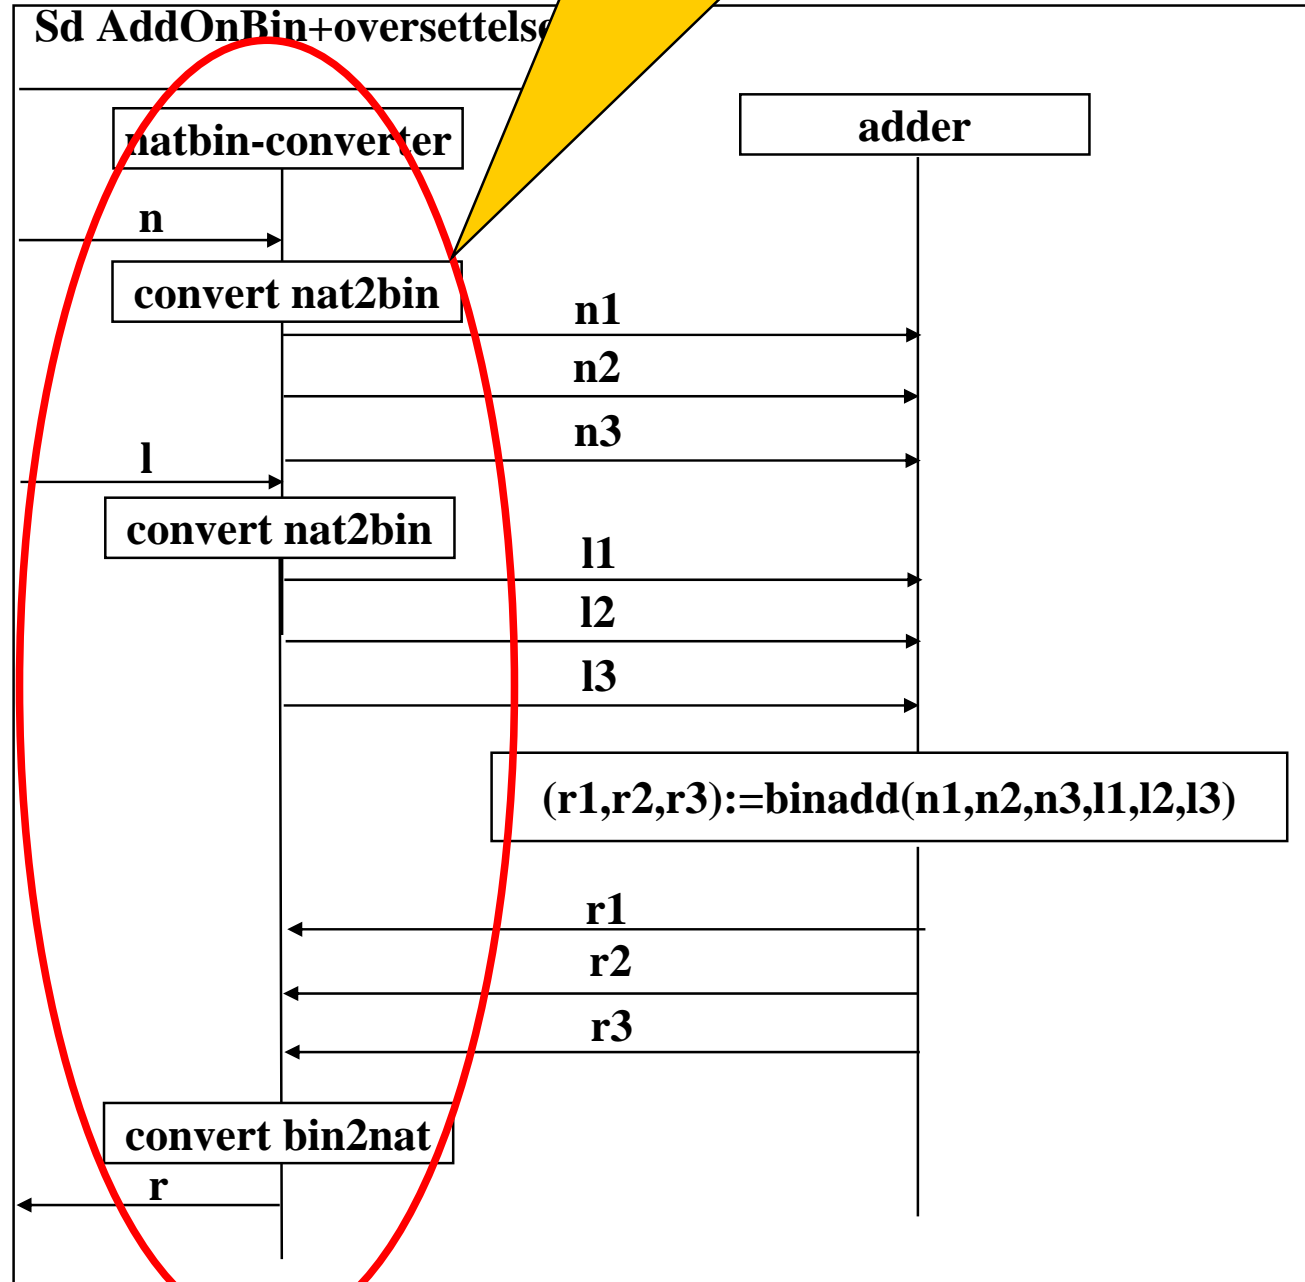 Sd AddOnBin+oversettelse
natbin-converter
adder
n
convert nat2bin
n1
n2
n3
l
convert nat2bin
l1
l2
l3
(r1,r2,r3):=binadd(n1,n2,n3,l1,l2,l3)
r1
r2
r3
convert bin2nat
r